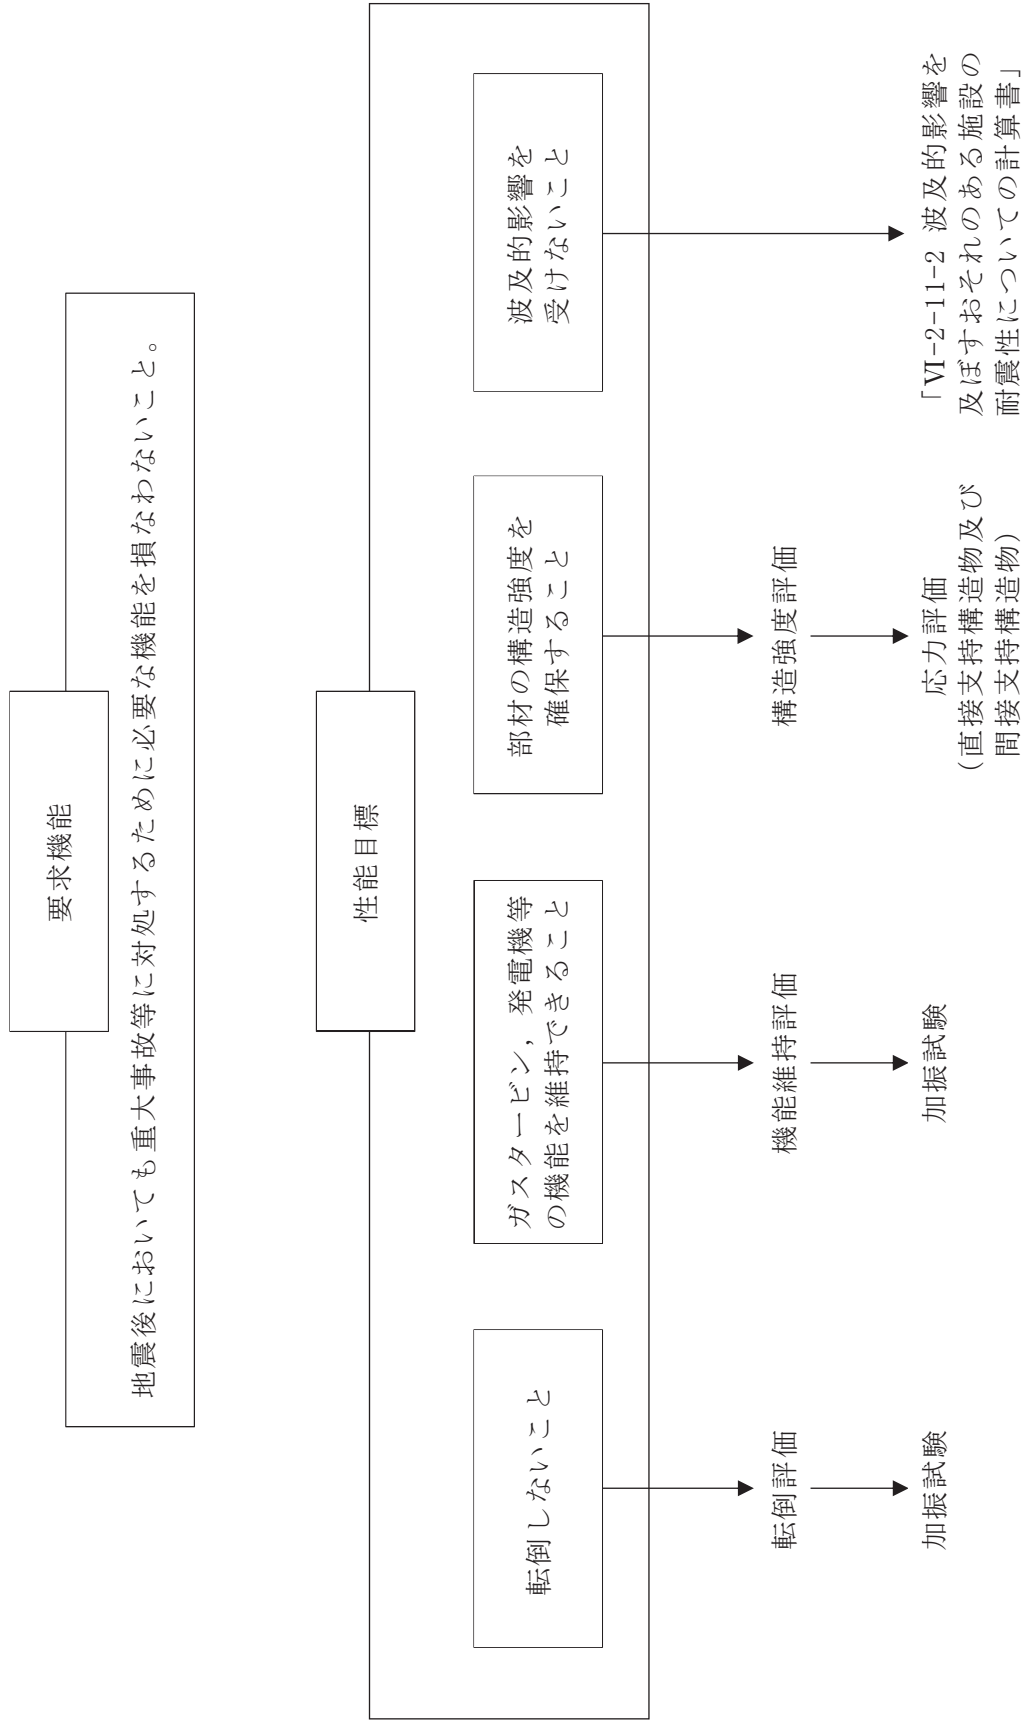 要求機能
地震後においても重大事故等に対処するために必要な機能を損なわないこと。
性能目標
転倒しないこと
ガスタービン，発電機等
の機能を維持できること
部材の構造強度を
確保すること
波及的影響を
受けないこと
転倒評価
機能維持評価
構造強度評価
加振試験
加振試験
応力評価
（直接支持構造物及び
間接支持構造物）
「Ⅵ-2-11-2 波及的影響を
及ぼすおそれのある施設の
耐震性についての計算書」